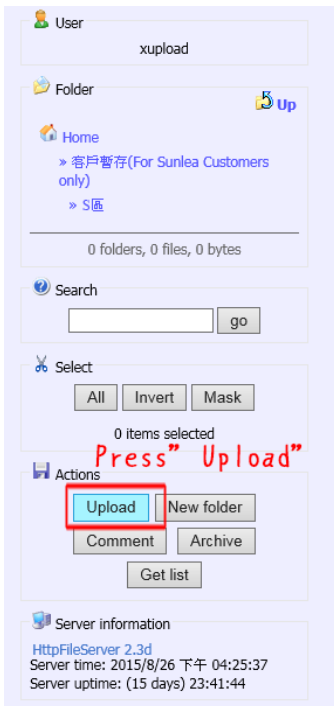 User
xupload
Folder
Up
Home
» 客戶暫存(For Sunlea Customers
only)
» S區
0 folders, 0 files, 0 bytes
Search
go
Select
All Invert Mask
0 items selected
Press" Upload"
Actions
Upload New folder
Comment Archive
Get list
Server information
HttpFileServer 2.3d
Server time: 2015/8/26 下午 04:25:37
Server uptime: (15 days) 23:41:44